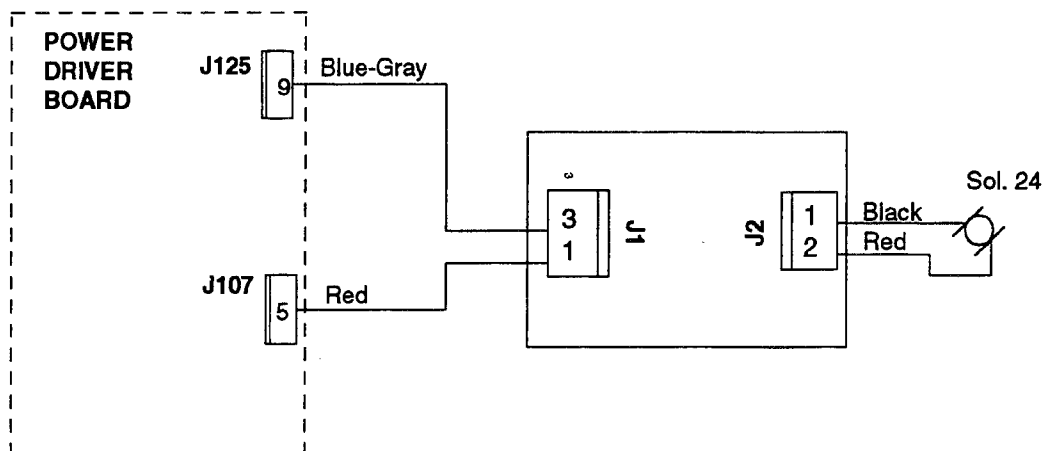 POWER
DRIVER
BOARD
J125
9
Blue-Gray
J107
5
Red
3
1
J1
J2
1
2
Black
Red
Sol. 24